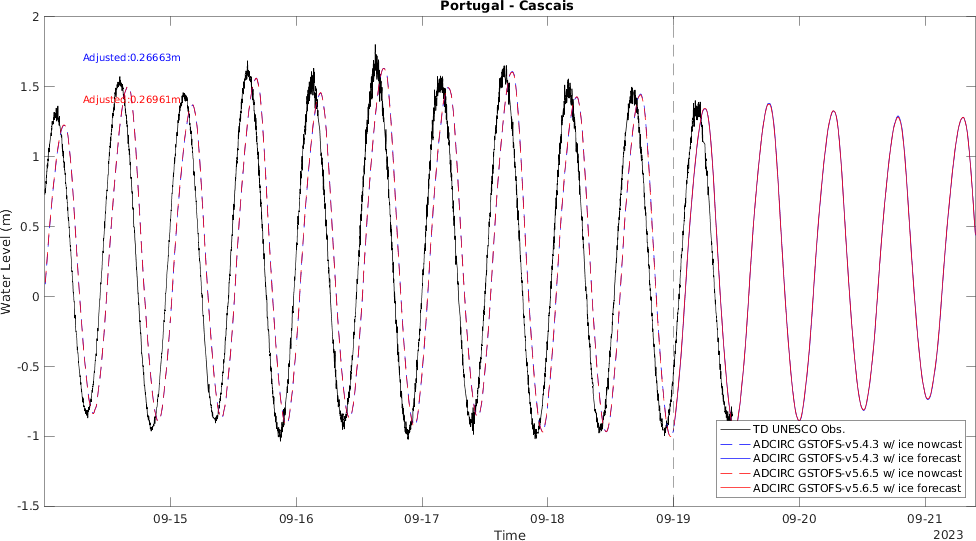 Portugal - Cascais
2
Adjusted:0.26663m
1.5
Adjusted:0.26961m
1
0.5
0
-0.5
-1
-1.5
Water Level (m)
TD UNESCO Obs.
ADCIRC GSTOFS-v5.4.3 w/ ice nowcast
ADCIRC GSTOFS-v5.4.3 w/ ice forecast
ADCIRC GSTOFS-v5.6.5 w/ ice nowcast
ADCIRC GSTOFS-v5.6.5 w/ ice forecast
09-15 09-16 09-17 09-18 09-19 09-20 09-21
Time
2023